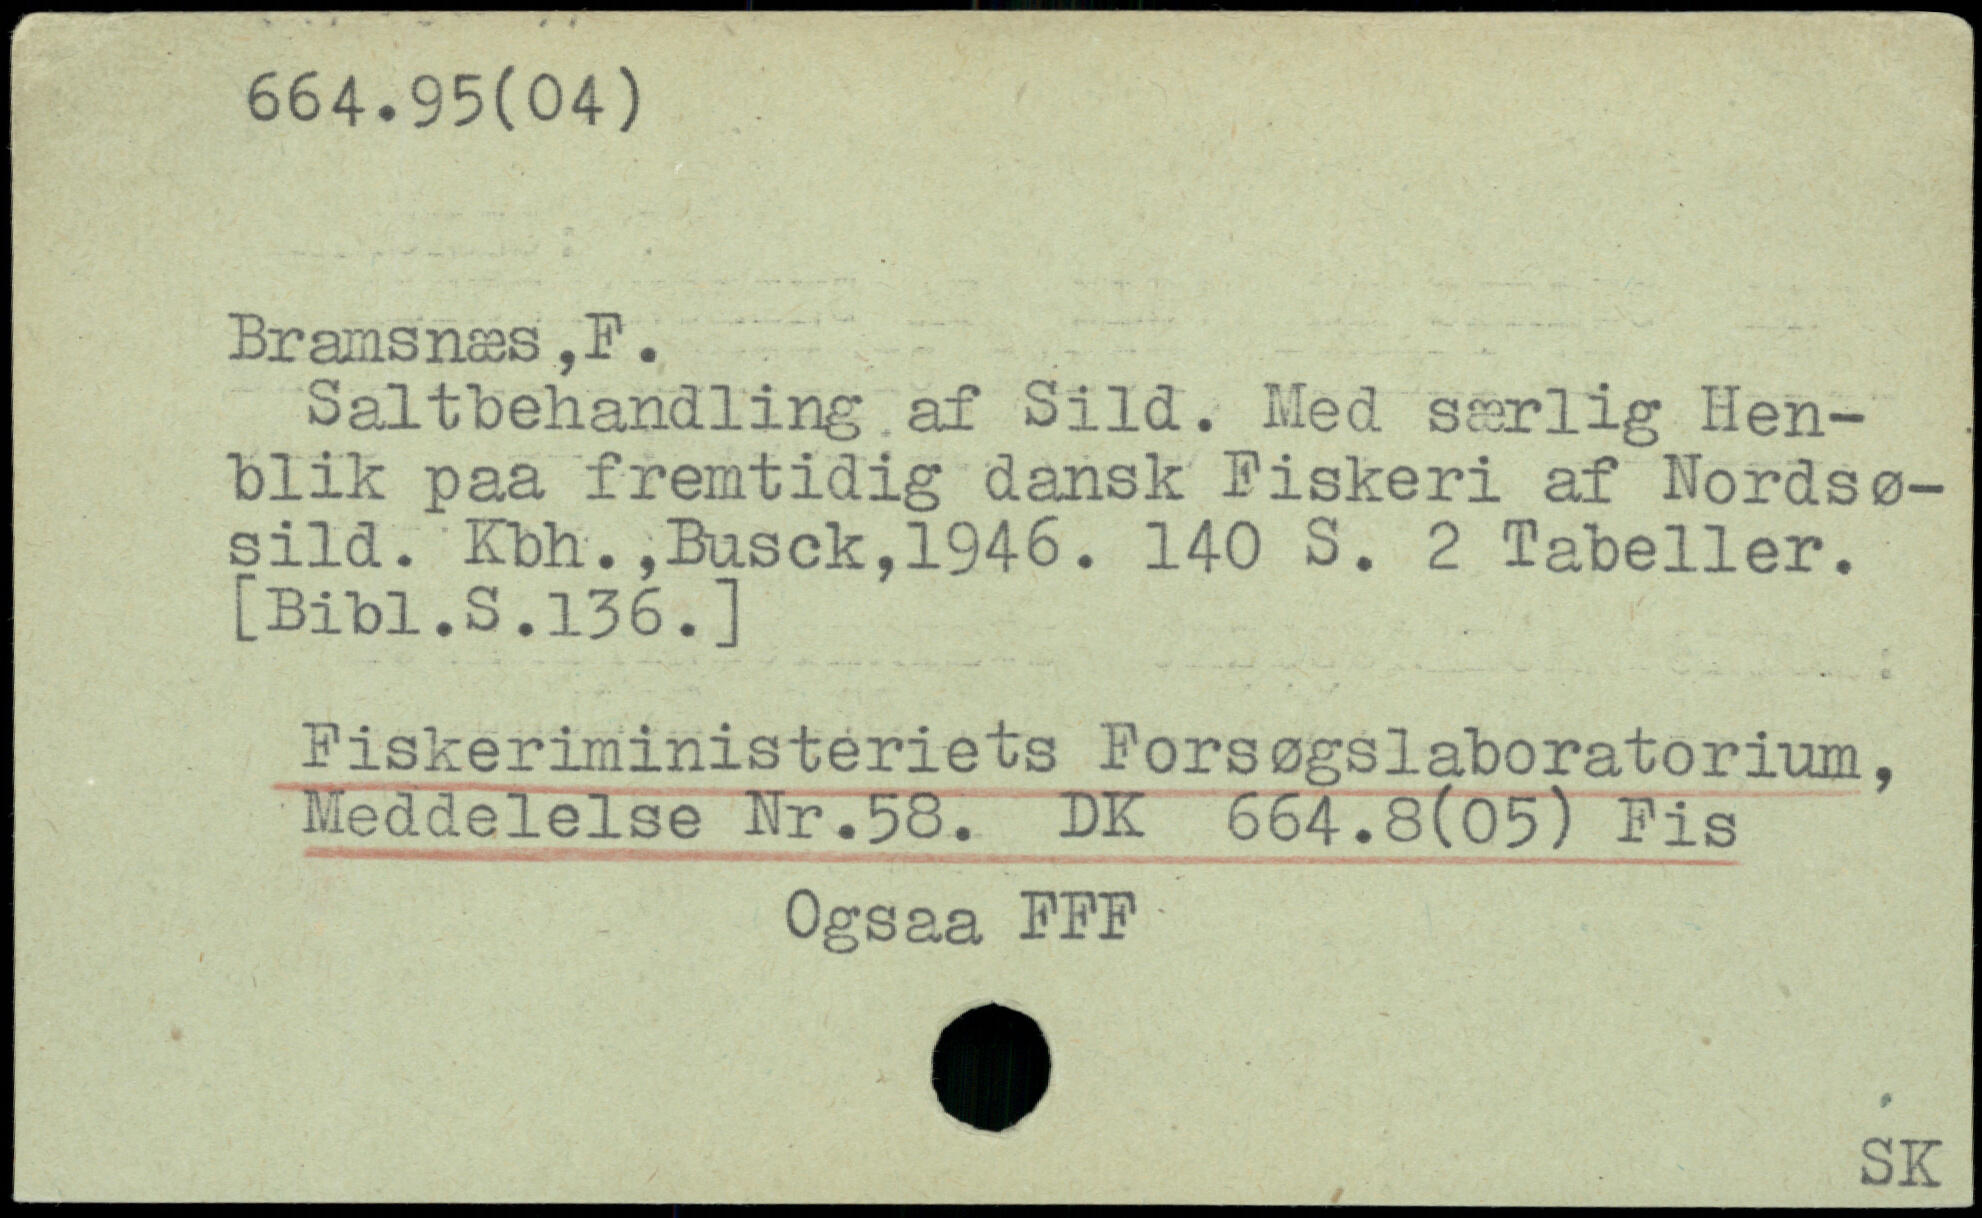 664.95(04)
Bramsnæs,F.
Saltbehandling af Sild. Med særlig Hen-
blik paa fremtidig dansk Fiskeri af Nordsø-
sild. Kbh.,Busck,1946. 140 S. 2 Tabeller.
[Bibl.S.136.]
Fiskeriministeriets Forsøgslaboratorium,
Meddelelse Nr.58. DK 664.8(05) Fis
Ogsaa FFF
SK